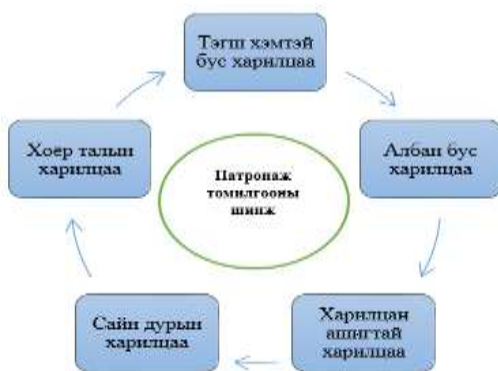 Тэгш хэмтэй
бус харилцаа
Албан бус
харилцаа
Харилцан
ашигтай
харилцаа
Сайн дурын
харилцаа
Хоёр талын
харилцаа
Патронаж
томилгооны
шинж